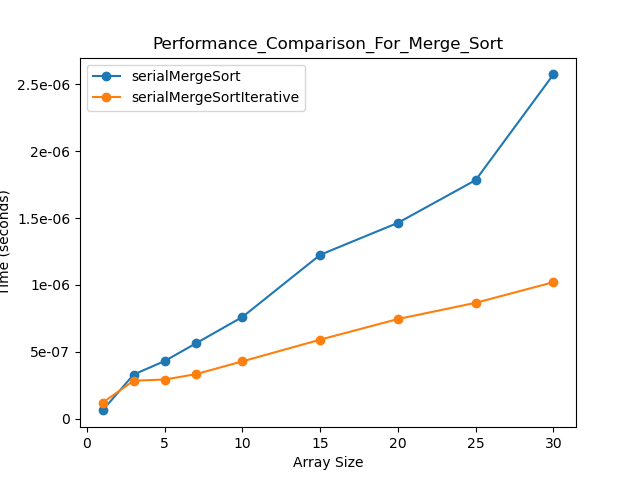 Performance_Comparison_For_Merge_Sort
serialMergeSort
serialMergeSortIterative
2.5e-06
2e-06
1.5e-06
1e-06
5e-07
0
Time (seconds)
0 5 10 15 20 25 30
Array Size